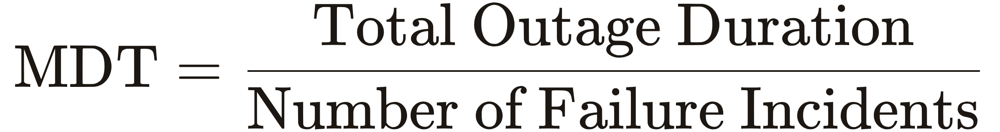 MDT = Total Outage Duration
Number of Failure Incidents